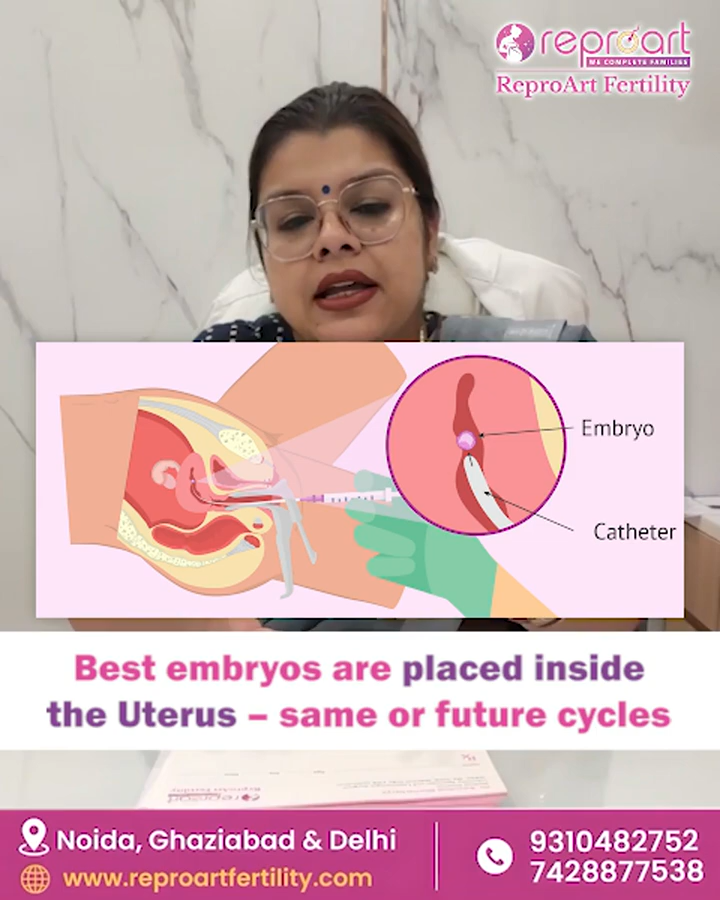 reproart
WE COMPLETE FAMILIES
ReproArt Fertility
Embryo
Catheter
Best embryos are placed inside
the Uterus – same or future cycles
Noida, Ghaziabad & Delhi
www.reproartfertility.com
9310482752
7428877538